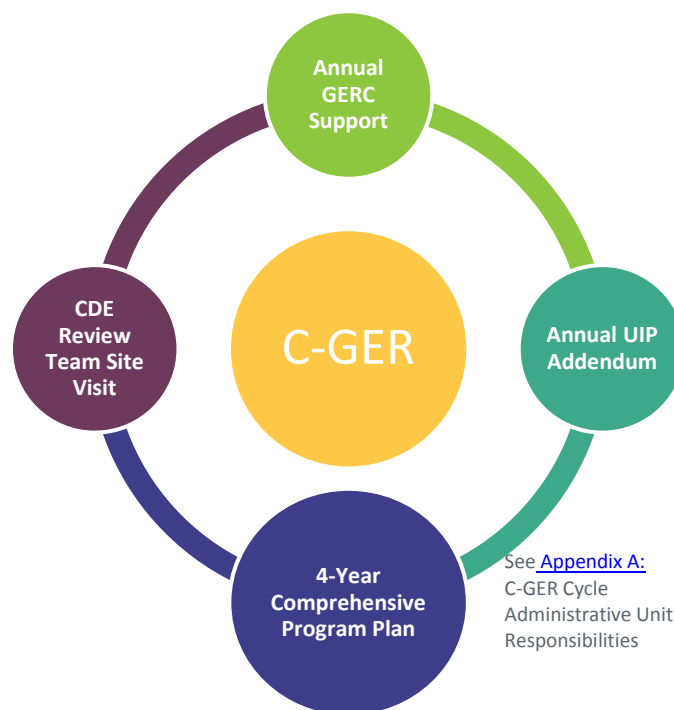 Annual
GERC
Support
CDE
Review
Team Site
Visit
C-GER
Annual UIP
Addendum
4-Year
Comprehensive
Program Plan
See Appendix A:
C-GER Cycle
Administrative Unit
Responsibilities